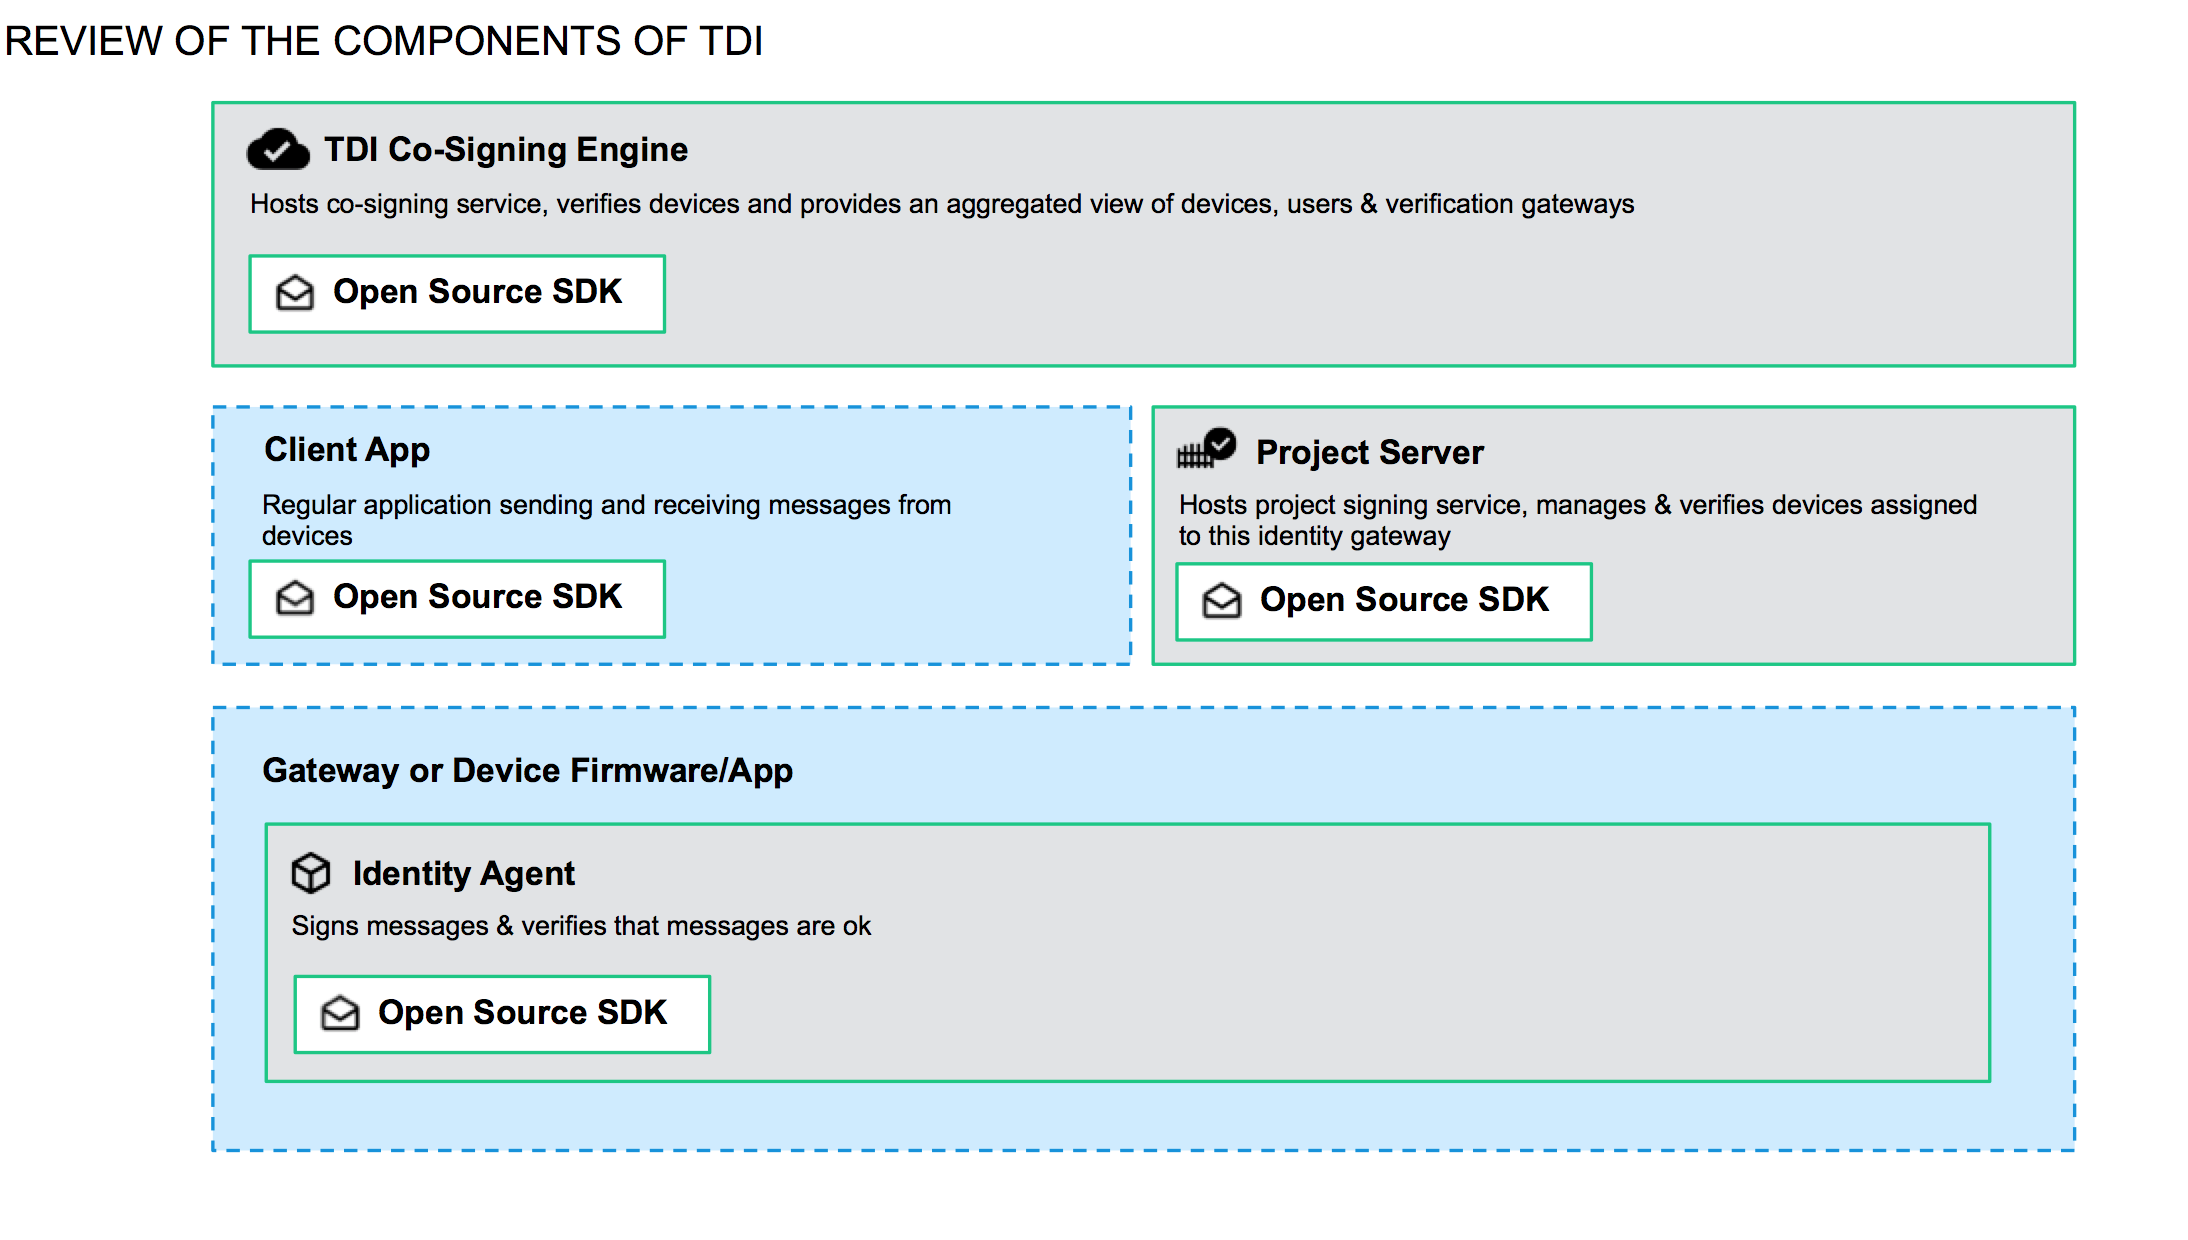 REVIEW OF THE COMPONENTS OF TDI
TDI Co-Signing Engine
Hosts co-signing service, verifies devices and provides an aggregated view of devices, users & verification gateways
Open Source SDK
Client App
Regular application sending and receiving messages from
devices
Open Source SDK
Project Server
Hosts project signing service, manages & verifies devices assigned
to this identity gateway
Open Source SDK
Gateway or Device Firmware/App
Identity Agent
Signs messages & verifies that messages are ok
Open Source SDK